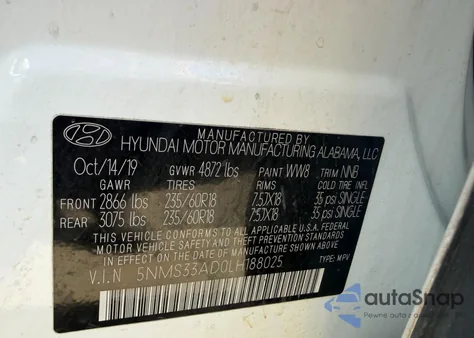 MANUFACTURED BY
HYUNDAI MOTOR MANUFACTURING ALABAMA, LLC
Oct/14/19 GVWR 4872 lbs PAINT WW8 TRIM NNB
GAWR TIRES RIMS COLD TIRE INFL
FRONT 2866 lbs 235/60R18 7.5JX18 35 psi SINGLE
REAR 3075 lbs 235/60R18 7.5JX18 35 psi SINGLE
THIS VEHICLE CONFORMS TO ALL APPLICABLE U.S.A. FEDERAL
MOTOR VEHICLE SAFETY AND THEFT PREVENTION STANDARDS
IN EFFECT ON THE DATE OF MANUFACTURE SHOWN ABOVE.
V.I.N 5NMS33AD0LH188025 TYPE: MPV
autoSnap
Pewne auta z